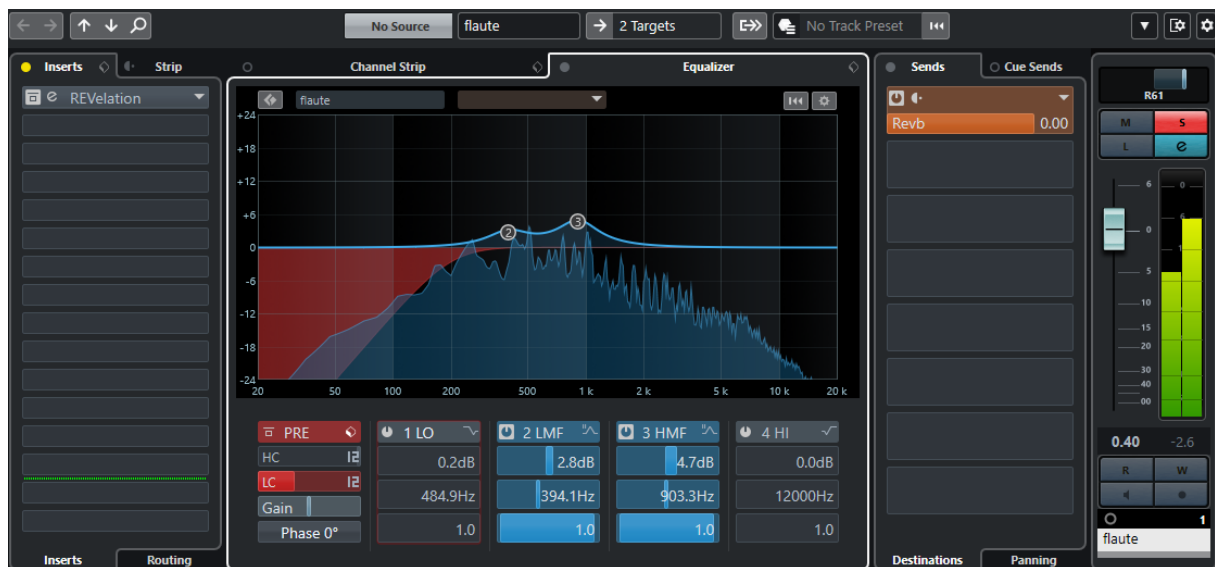 No Source flaute 2 Targets No Track Preset
Inserts Strip
REVelation
Inserts Routing
Channel Strip Equalizer
flaute
+24
+18
+12
+6
0
-6
-12
-18
-24
20 50 100 200 500 1 k 2 k 5 k 10 k 20 k
PRE 1 LO 2 LMF 3 HMF 4 HI
HC 12 0.2dB 2.8dB 4.7dB 0.0dB
LC 12 484.9Hz 394.1Hz 903.3Hz 12000Hz
Gain
Phase 0° 1.0 1.0 1.0 1.0
Sends Cue Sends
Revb 0.00
Destinations Panning
R61
M S
L e
6 0
0 6
5
10
15
20
30
40
00
0.40 -2.6
R W
1
flaute